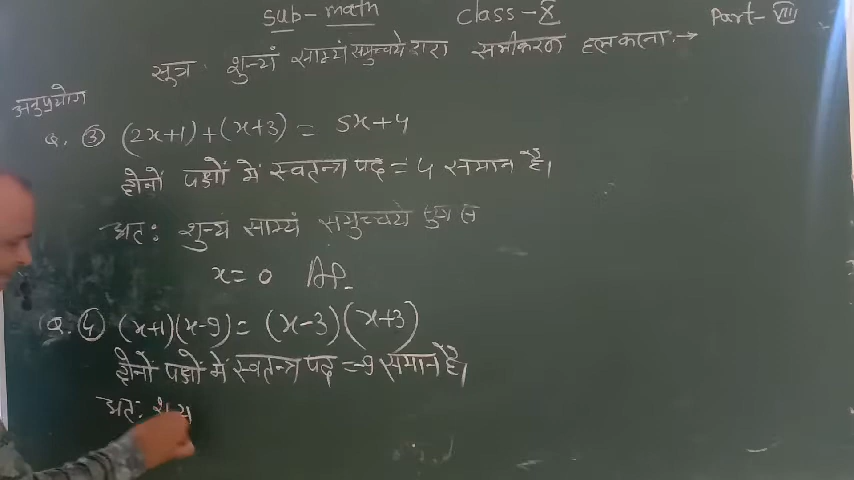 Sub- math Class- X Part- VII
सूत्र शुन्यं साम्यं समुच्चये द्वारा समीकरण हल करना →
अनुप्रयोग
Q. ③ (2x+1)+(x+3) = 5x+4
दोनों पक्षों में स्वतन्त्र पद = 4 समान है।
अतः शुन्य साम्यं समुच्चये सूत्र से
x = 0 Ap.
Q. ④ (x+1)(x-9) = (x-3)(x+3)
दोनों पक्षों में स्वतन्त्र पद = -9 समान है।
अतः शुन्य